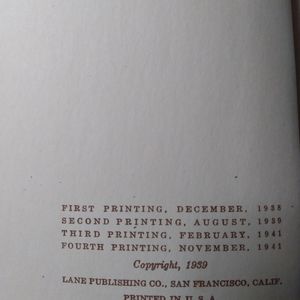 FIRST PRINTING, DECEMBER, 1938
SECOND PRINTING, AUGUST, 1939
THIRD PRINTING, FEBRUARY, 1941
FOURTH PRINTING, NOVEMBER, 1941
Copyright, 1939
LANE PUBLISHING CO., SAN FRANCISCO, CALIF.
PRINTED IN U. S. A.